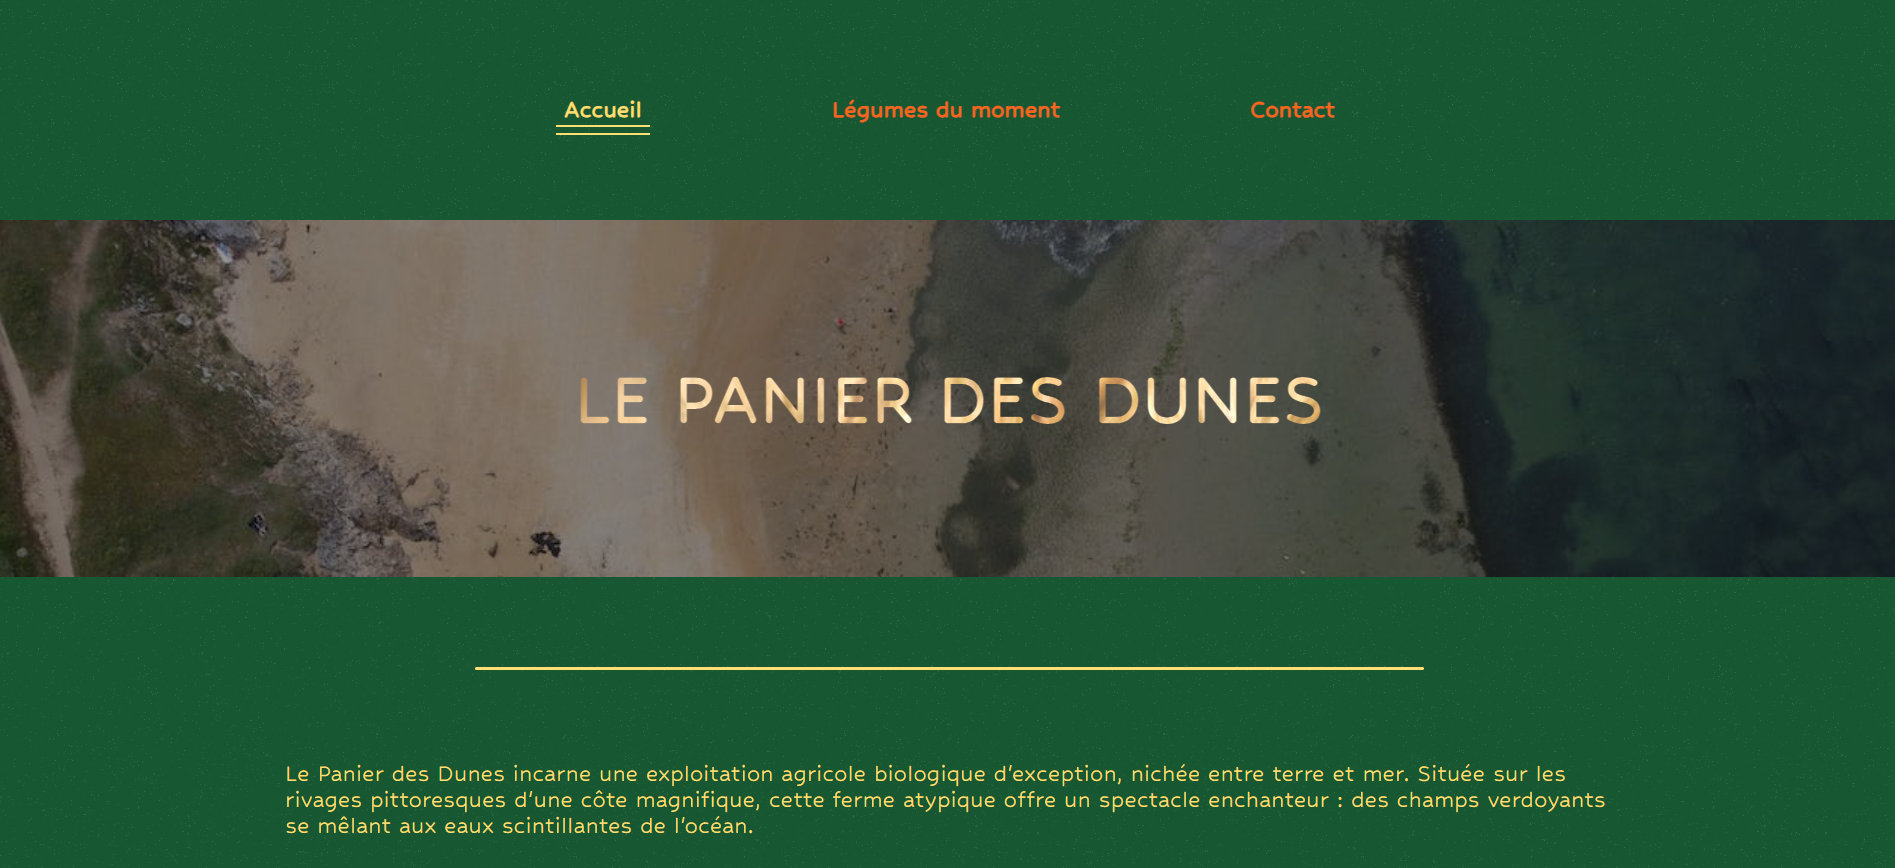 Accueil
Légumes du moment
Contact
LE PANIER DES DUNES
Le Panier des Dunes incarne une exploitation agricole biologique d’exception, nichée entre terre et mer. Située sur les
rivages pittoresques d’une côte magnifique, cette ferme atypique offre un spectacle enchanteur : des champs verdoyants
se mêlant aux eaux scintillantes de l’océan.